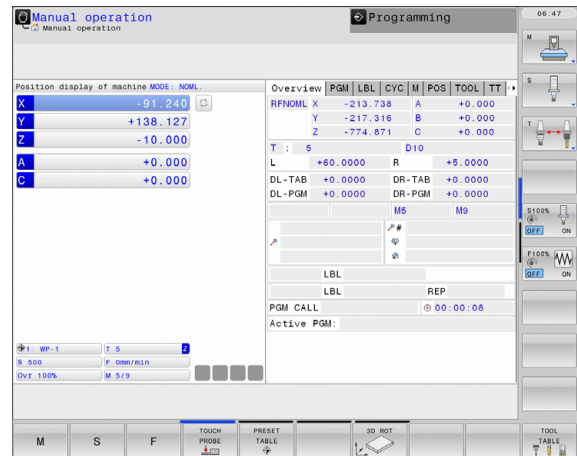 Manual operation
Manual operation
Programming
06:47
Position display of machine MODE: NOML.
X -91.240
Y +138.127
Z -10.000
A +0.000
C +0.000
Overview PGM LBL CYC M POS TOOL TT
RFNOML X -213.738 A +0.000
Y -217.316 B +0.000
Z -774.871 C +0.000
T : 5 D10
L +60.0000 R +5.0000
DL-TAB +0.0000 DR-TAB +0.0000
DL-PGM +0.0000 DR-PGM +0.0000
M5 M9
#
LBL
LBL REP
PGM CALL 00:00:08
Active PGM:
1: WP-1 T 5 Z
S 500 F 0mm/min
Ovr 100% M 5/9
M
S
T
S100%
OFF ON
F100%
OFF ON
M
S
F
TOUCH
PROBE
PRESET
TABLE
3D ROT
TOOL
TABLE